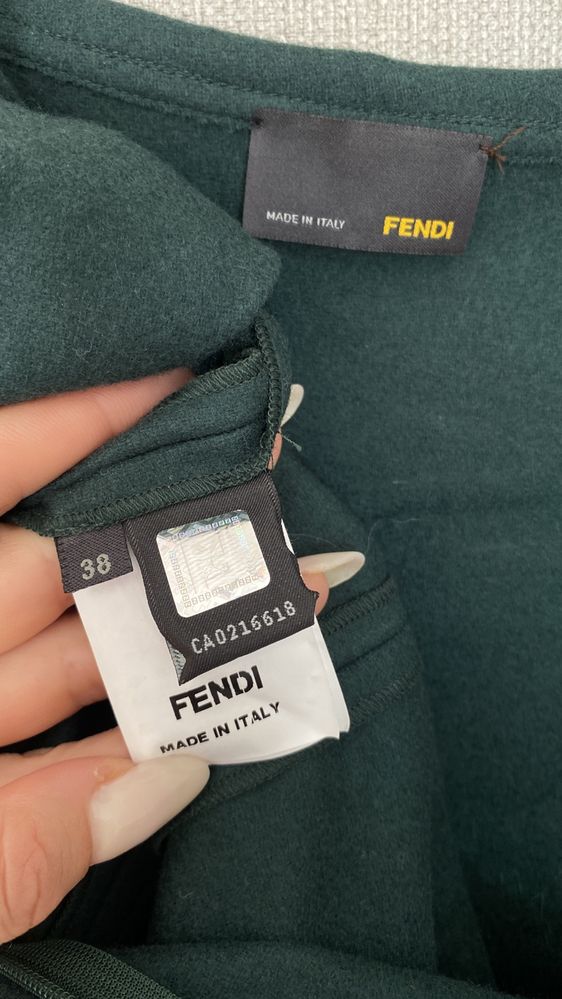 MADE IN ITALY FENDI
38
CA0216618
FENDI
MADE IN ITALY